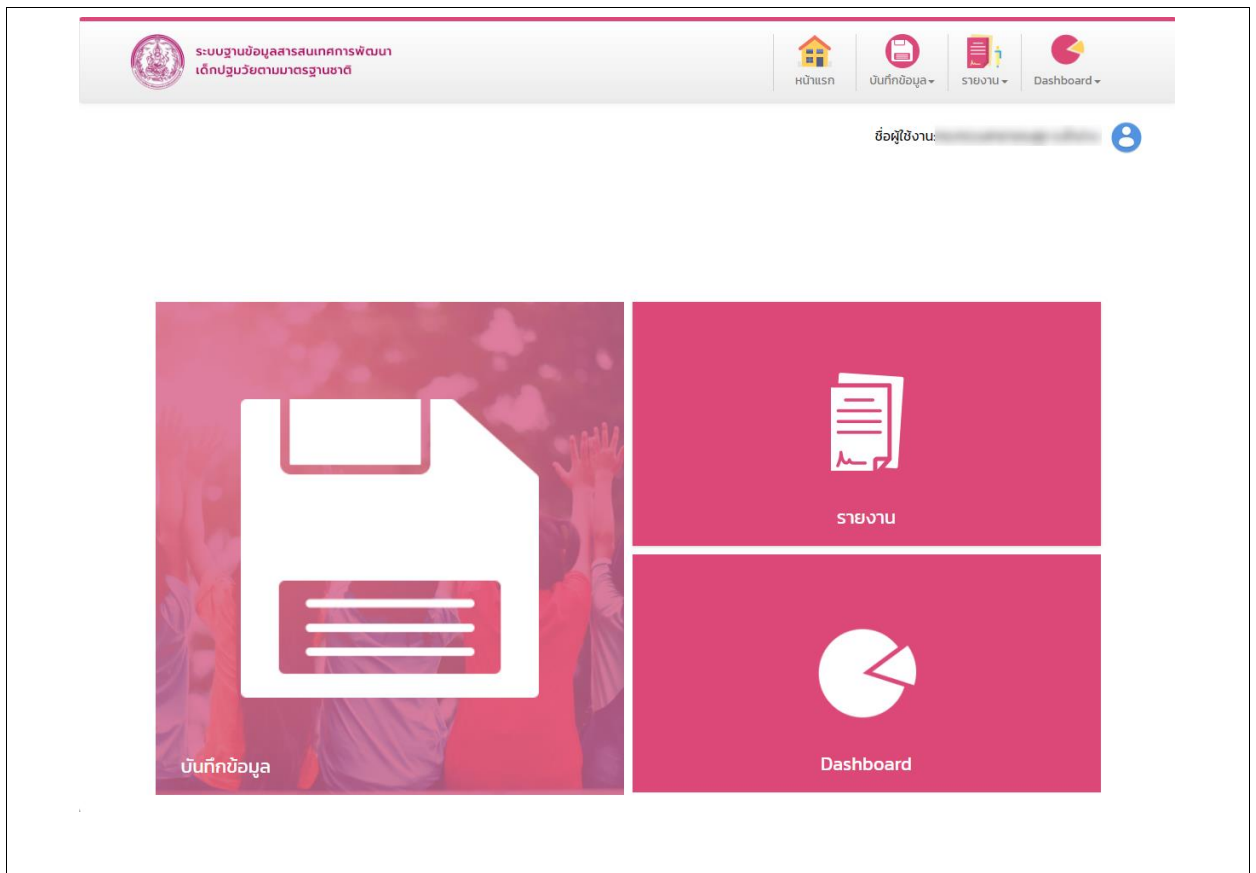 ระบบฐานข้อมูลสารสนเทศการพัฒนา
เด็กปฐมวัยตามมาตรฐานชาติ
หน้าแรก
บันทึกข้อมูล
รายงาน
Dashboard
ชื่อผู้ใช้งาน:
รายงาน
บันทึกข้อมูล
Dashboard